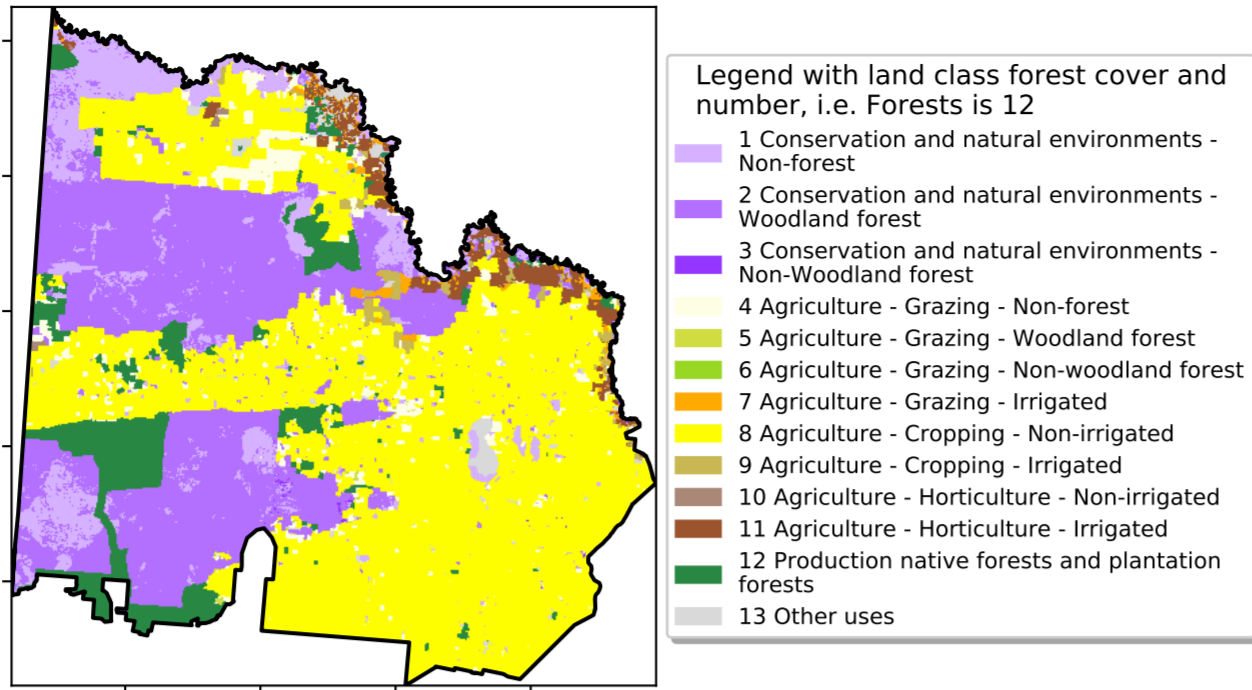 Legend with land class forest cover and
number, i.e. Forests is 12
1 Conservation and natural environments -
Non-forest
2 Conservation and natural environments -
Woodland forest
3 Conservation and natural environments -
Non-Woodland forest
4 Agriculture - Grazing - Non-forest
5 Agriculture - Grazing - Woodland forest
6 Agriculture - Grazing - Non-woodland forest
7 Agriculture - Grazing - Irrigated
8 Agriculture - Cropping - Non-irrigated
9 Agriculture - Cropping - Irrigated
10 Agriculture - Horticulture - Non-irrigated
11 Agriculture - Horticulture - Irrigated
12 Production native forests and plantation
forests
13 Other uses